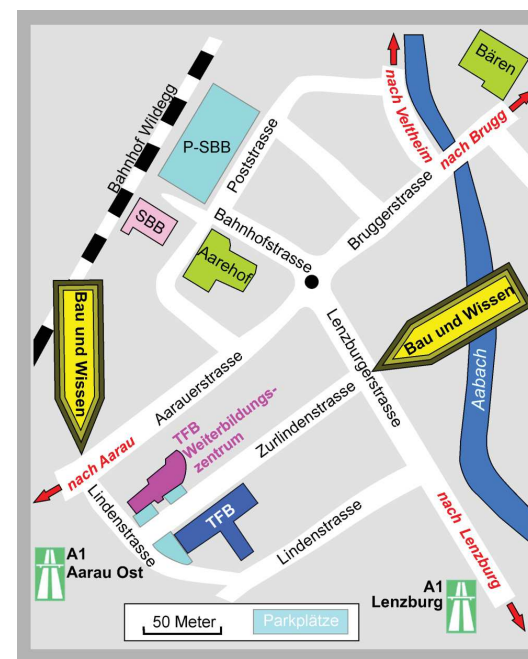 Bären
nach Veltheim
nach Brugg
Bahnhof Wildegg
P-SBB
Poststrasse
SBB
Bahnhofstrasse
Bruggerstrasse
Aarehof
Bau und Wissen
Bau und Wissen
Lenzburgerstrasse
Aabach
Aarauerstrasse
TFB
Weiterbildungs-
zentrum
Zurlindenstrasse
nach Aarau
Lindenstrasse
TFB
Lindenstrasse
nach Lenzburg
A1
Aarau Ost
A1
Lenzburg
50 Meter
Parkplätze